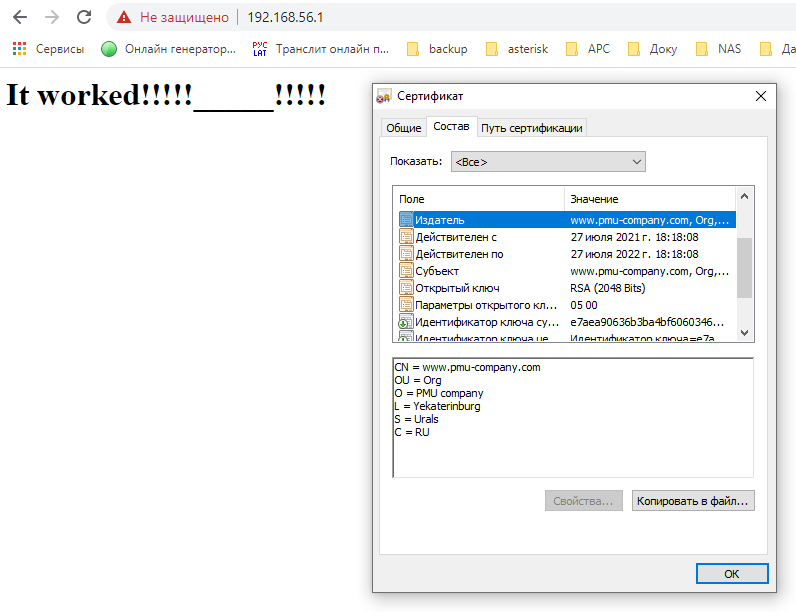 Не защищено 192.168.56.1
Сервисы Онлайн генератор... РУС LAT Транслит онлайн п... backup asterisk АРС Доку NAS Да
It worked!!!!!_____!!!!!
Сертификат
Общие Состав Путь сертификации
Показать: <Все>
Поле Значение
Издатель www.pmu-company.com, Org,...
Действителен с 27 июля 2021 г. 18:18:08
Действителен по 27 июля 2022 г. 18:18:08
Субъект www.pmu-company.com, Org,...
Открытый ключ RSA (2048 Bits)
Параметры открытого кл... 05 00
Идентификатор ключа су... e7aea90636b3ba4bf6060346...
Идентификатор ключа це Идентификатор ключа=e7a
CN = www.pmu-company.com
OU = Org
O = PMU company
L = Yekaterinburg
S = Urals
C = RU
Свойства... Копировать в файл...
ОК